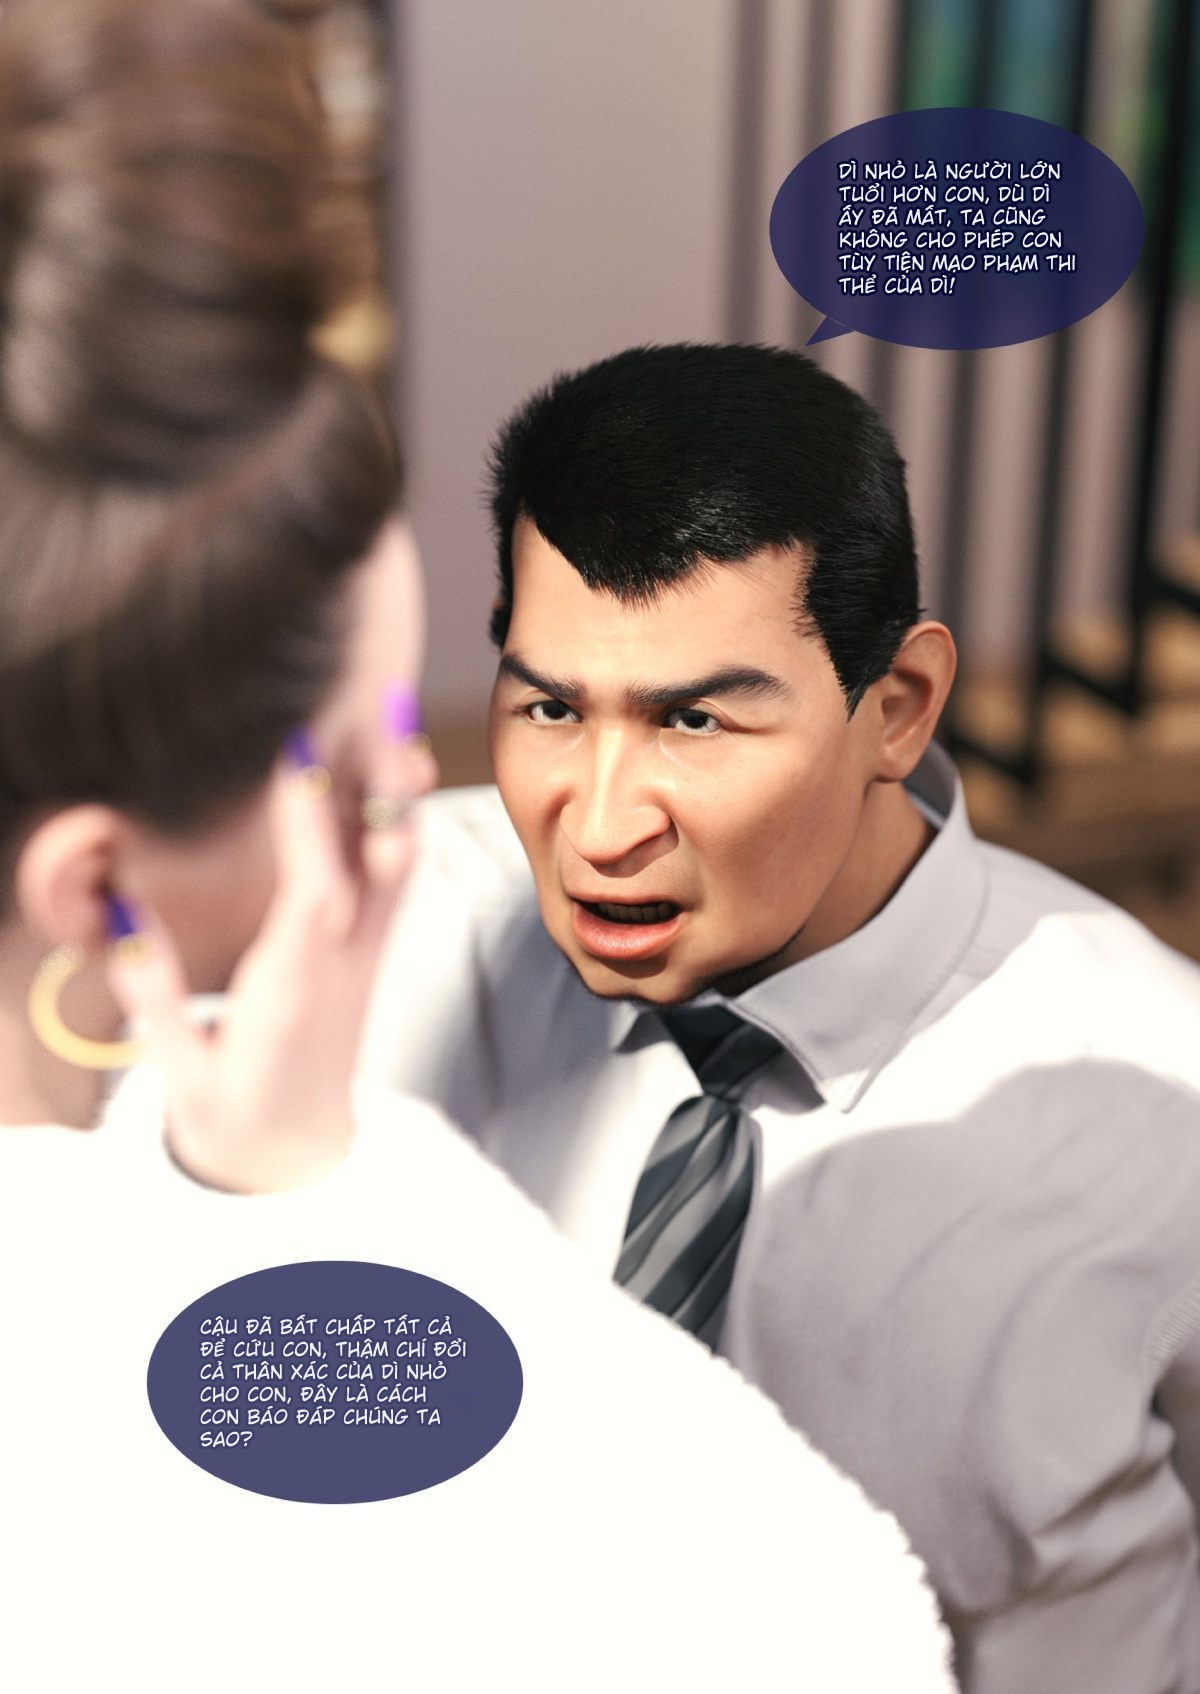 DÌ NHỎ LÀ NGƯỜI LỚN
TUỔI HƠN CON, DÙ DÌ
ẤY ĐÃ MẤT, TA CŨNG
KHÔNG CHO PHÉP CON
TÙY TIỆN MẠO PHẠM THI
THỂ CỦA DÌ!
CẬU ĐÃ BẤT CHẤP TẤT CẢ
ĐỂ CỨU CON, THẬM CHÍ ĐỔI
CẢ THÂN XÁC CỦA DÌ NHỎ
CHO CON, ĐÂY LÀ CÁCH
CON BÁO ĐÁP CHÚNG TA
SAO?